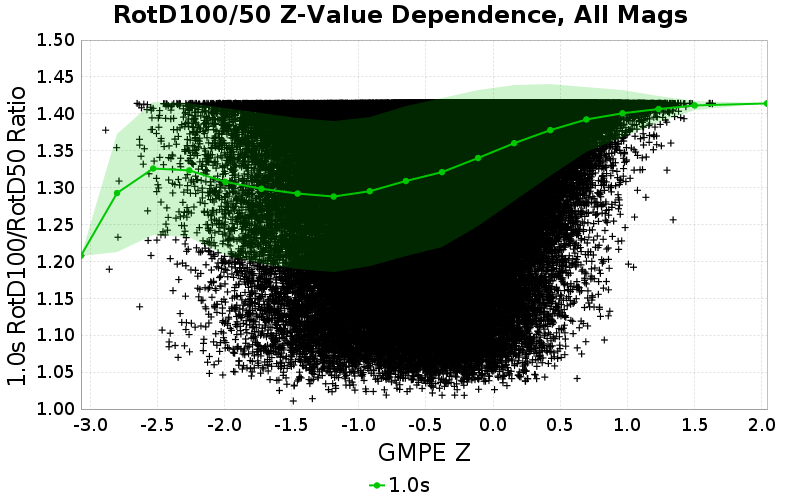 RotD100/50 Z-Value Dependence, All Mags
1.0s RotD100/RotD50 Ratio
1.50
1.45
1.40
1.35
1.30
1.25
1.20
1.15
1.10
1.05
1.00
-3.0 -2.5 -2.0 -1.5 -1.0 -0.5 0.0 0.5 1.0 1.5 2.0
GMPE Z
1.0s